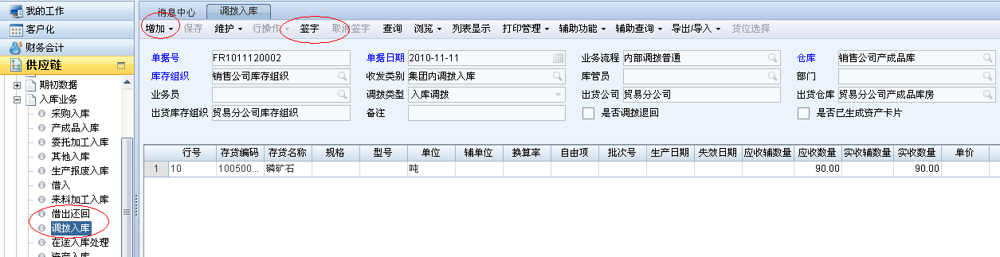 我的工作
客户化
财务会计
供应链
期初数据
入库业务
采购入库
产成品入库
委托加工入库
其他入库
生产报废入库
借入
来料加工入库
借出还回
调拨入库
在途入库处理
消息中心 调拨入库
增加 保存 维护 行操作 签字 取消签字 查询 浏览 列表显示 打印管理 辅助功能 辅助查询 导出/导入 货位选择
单据号 FR1011120002 单据日期 2010-11-11 业务流程 内部调拨普通 仓库 销售公司产成品库
库存组织 销售公司库存组织 收发类别 集团内调拨入库 库管员 部门
业务员 调拨类型 入库调拨 出货公司 贸易分公司 出货仓库 贸易分公司产成品库房
出货库存组织 贸易分公司库存组织 备注 是否调拨退回 是否已生成资产卡片
行号 存货编码 存货名称 规格 型号 单位 辅单位 换算率 自由项 批次号 生产日期 失效日期 应收辅数量 应收数量 实收辅数量 实收数量 单价
1 10 100500... 磷矿石 吨 90.00 90.00